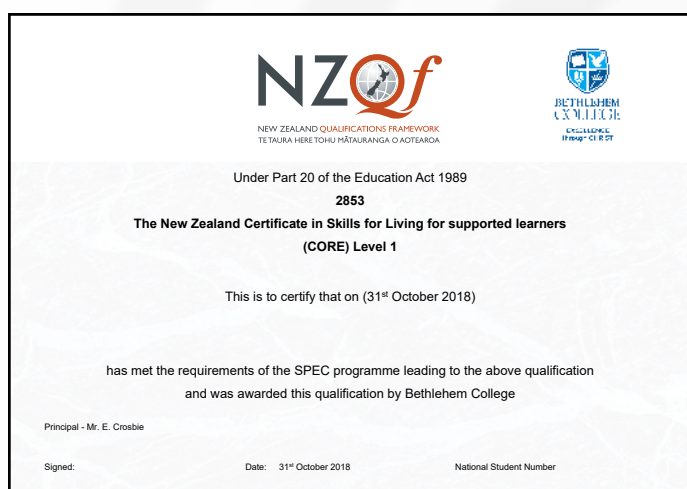 NZQf
NEW ZEALAND QUALIFICATIONS FRAMEWORK
TE TAURA HERE TOHU MĀTAURANGA O AOTEAROA
BETHLEHEM
COLLEGE
EXCELLENCE
Through CHRIST
Under Part 20 of the Education Act 1989
2853
The New Zealand Certificate in Skills for Living for supported learners
(CORE) Level 1
This is to certify that on (31st October 2018)
has met the requirements of the SPEC programme leading to the above qualification
and was awarded this qualification by Bethlehem College
Principal - Mr. E. Crosbie
Signed: Date: 31st October 2018 National Student Number